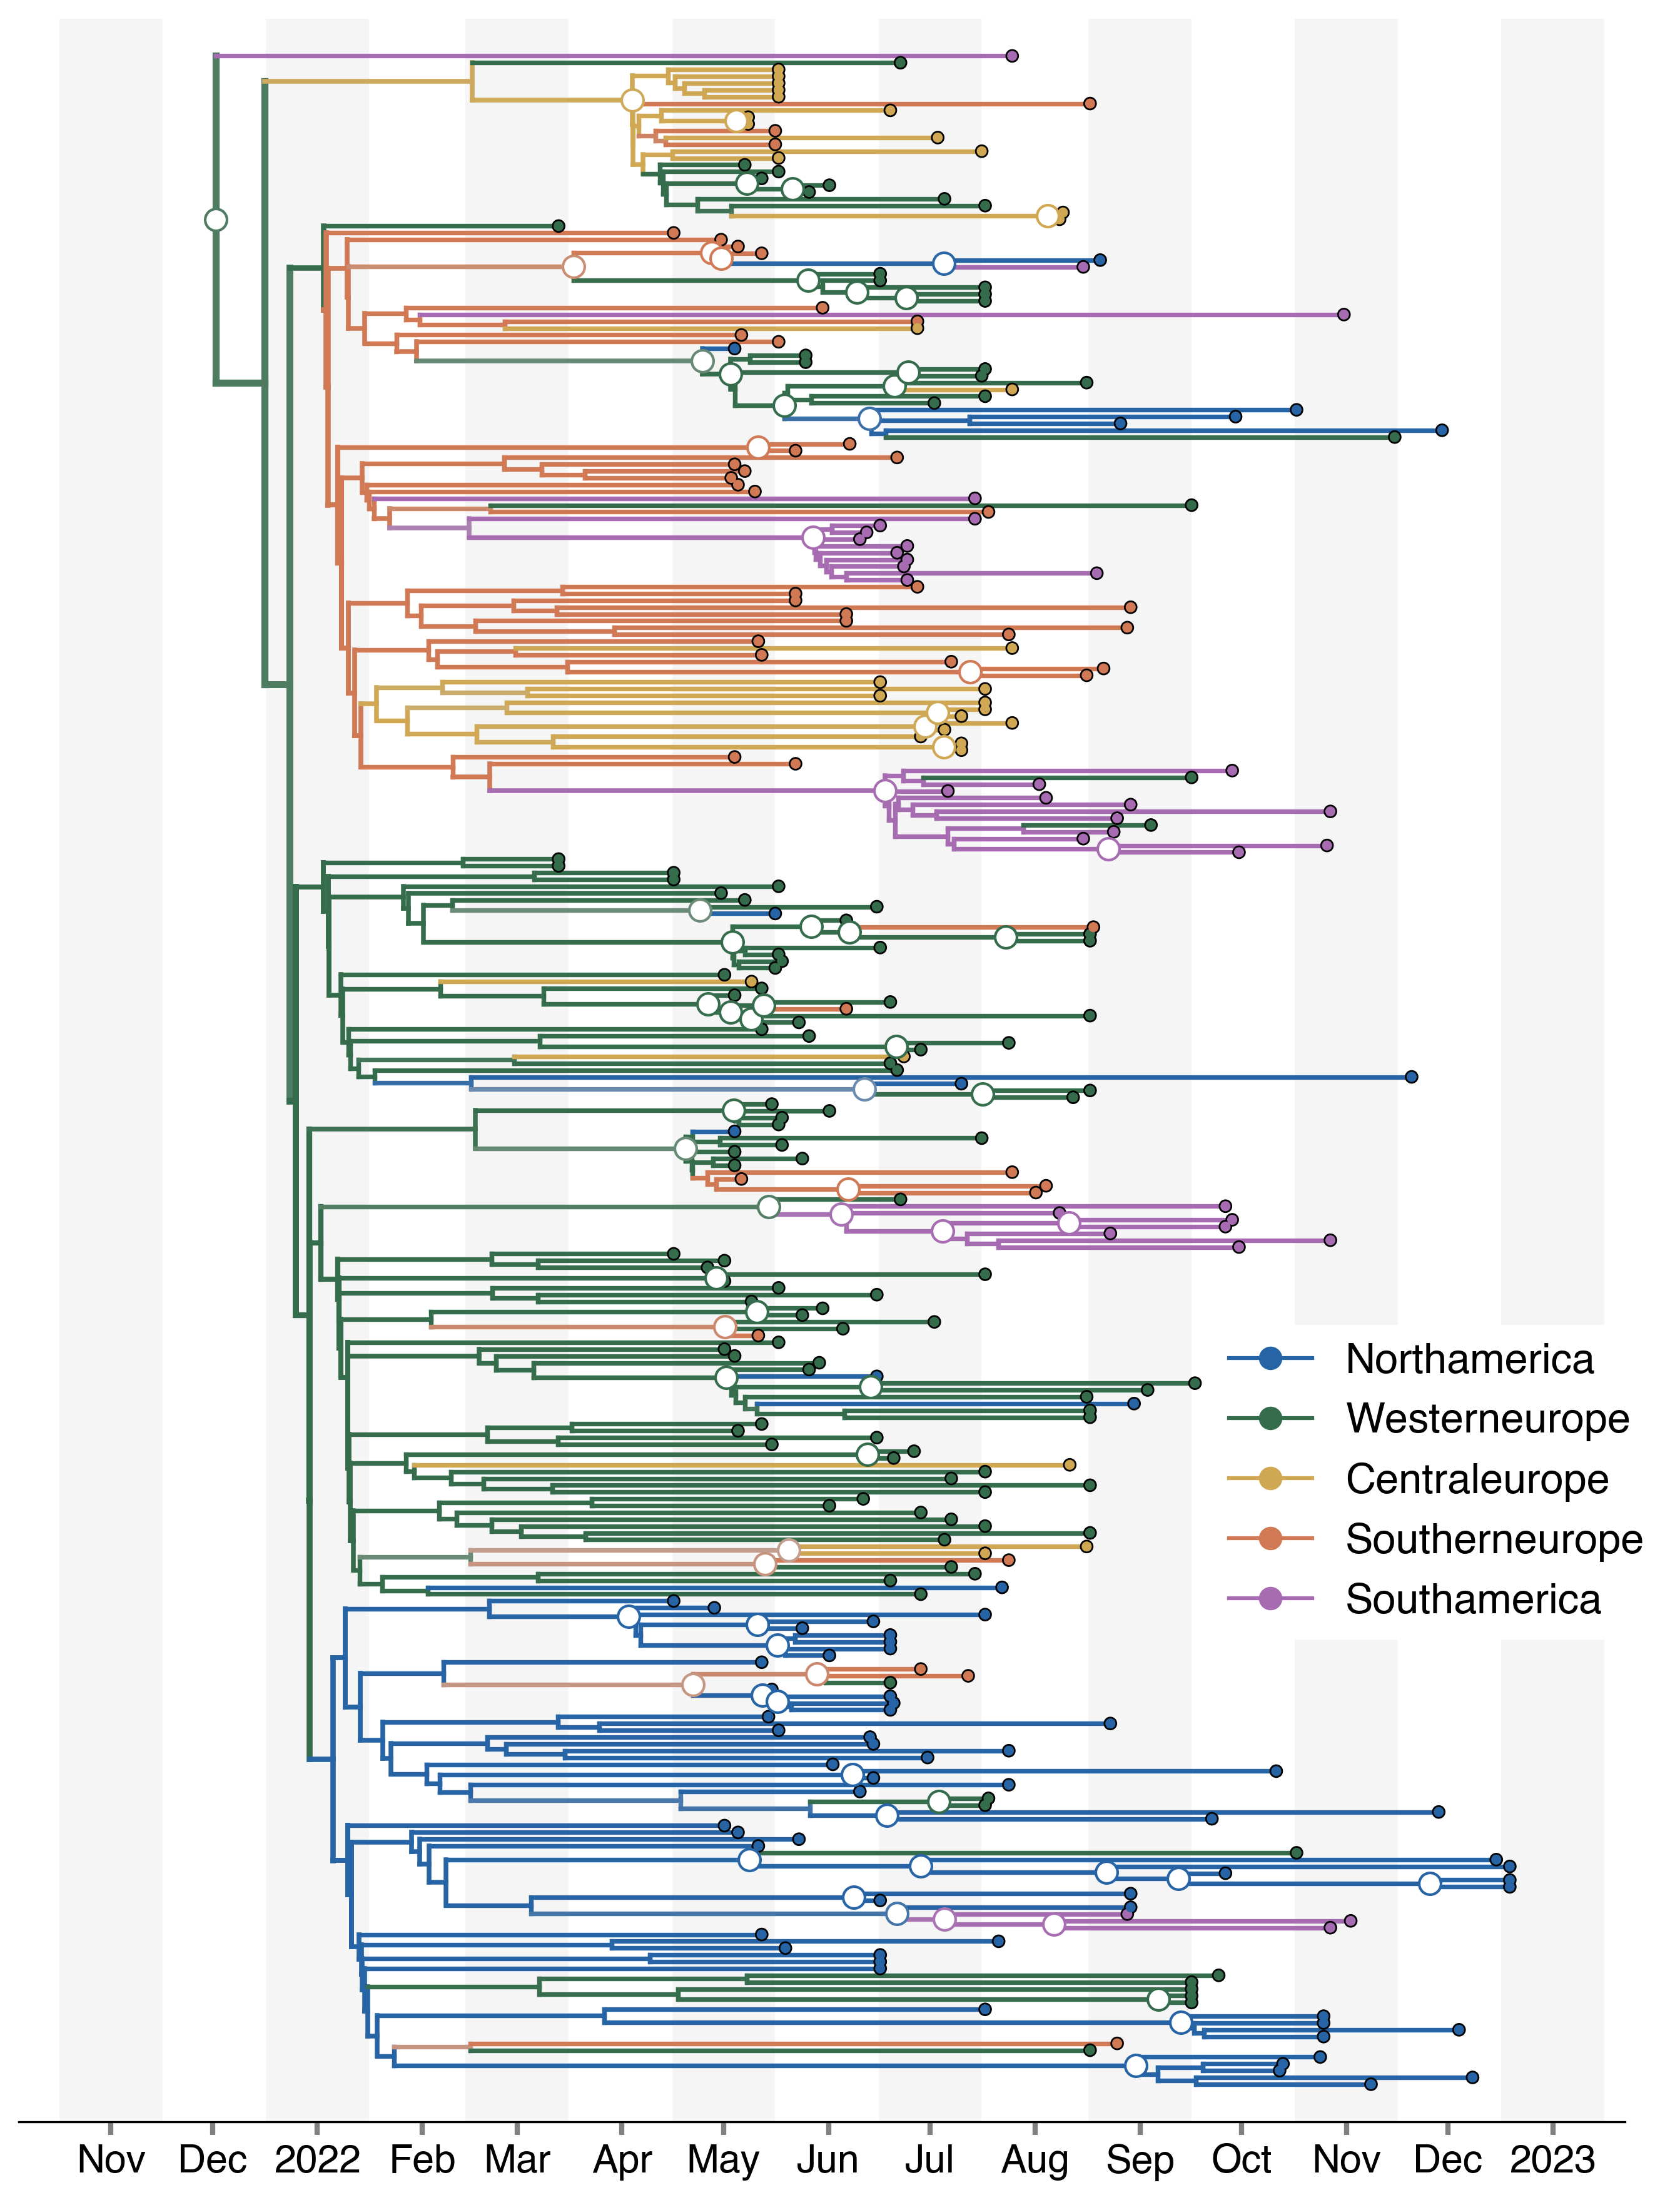 Northamerica
Westerneurope
Centraleurope
Southerneurope
Southamerica
Nov Dec 2022 Feb Mar Apr May Jun Jul Aug Sep Oct Nov Dec 2023